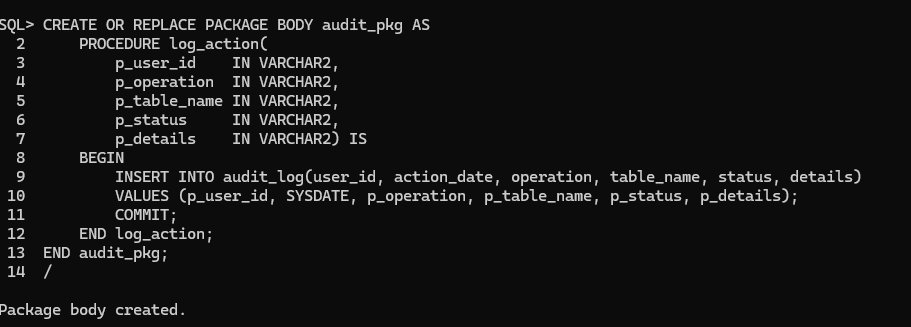 SQL> CREATE OR REPLACE PACKAGE BODY audit_pkg AS
  2      PROCEDURE log_action(
  3          p_user_id    IN VARCHAR2,
  4          p_operation  IN VARCHAR2,
  5          p_table_name IN VARCHAR2,
  6          p_status     IN VARCHAR2,
  7          p_details    IN VARCHAR2) IS
  8      BEGIN
  9          INSERT INTO audit_log(user_id, action_date, operation, table_name, status, details)
 10          VALUES (p_user_id, SYSDATE, p_operation, p_table_name, p_status, p_details);
 11          COMMIT;
 12      END log_action;
 13  END audit_pkg;
 14  /
Package body created.